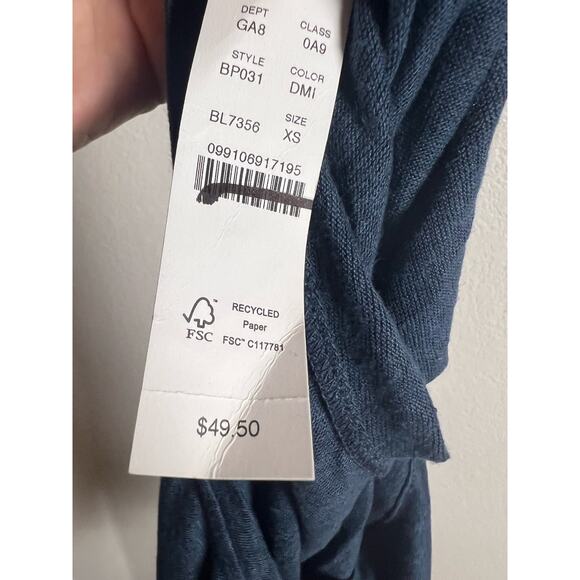 DEPT CLASS
GA8 0A9
STYLE COLOR
BP031 DMI
SIZE
BL7356 XS
099106917195
RECYCLED
Paper
FSC™ C117781
FSC
$49.50